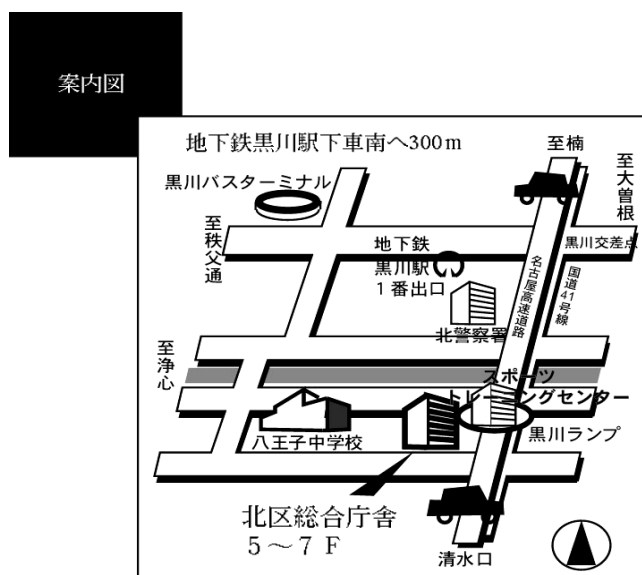 案内図
地下鉄黒川駅下車南へ300m
至楠
至大曽根
黒川バスターミナル
至秩父通
地下鉄
黒川駅
1番出口
黒川交差点
名古屋高速道路
国道41号線
北警察署
至浄心
スポーツ
トレーニングセンター
八王子中学校
黒川ランプ
北区総合庁舎
5～7F
清水口